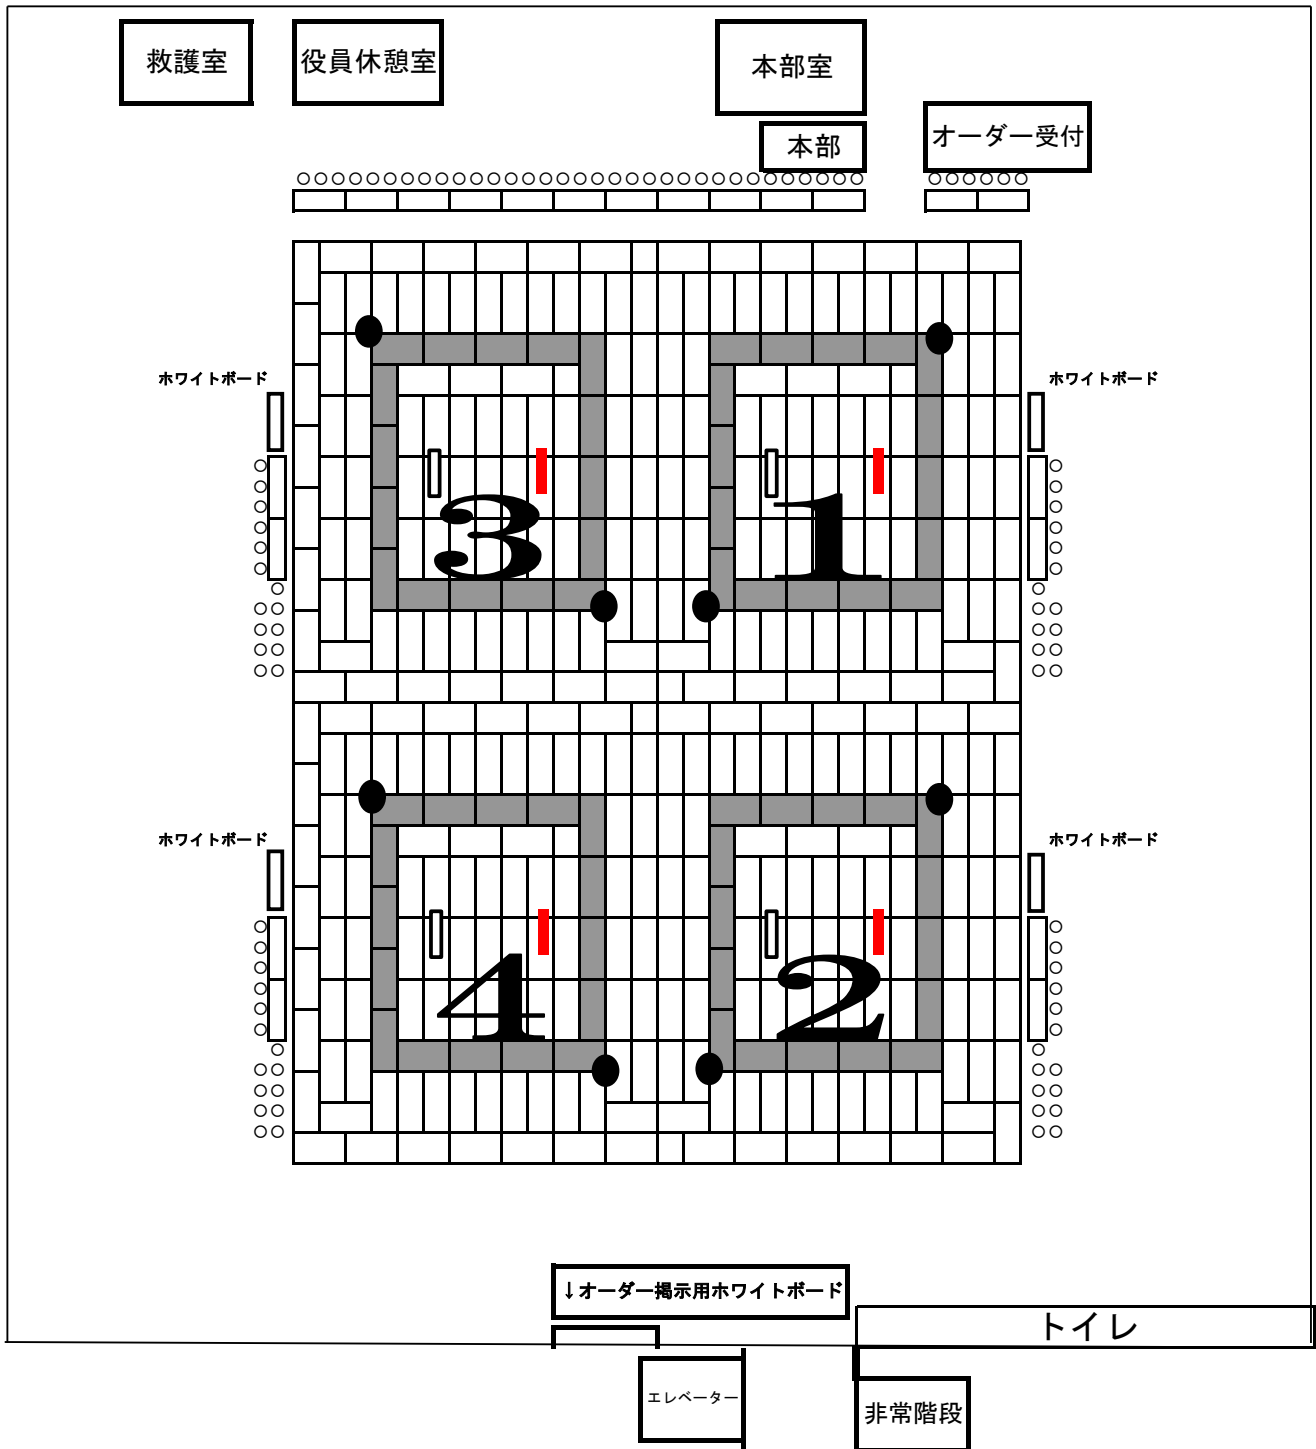 救護室
役員休憩室
本部室
本部
オーダー受付
ホワイトボード
ホワイトボード
3
1
ホワイトボード
ホワイトボード
4
2
↓オーダー掲示用ホワイトボード
トイレ
エレベーター
非常階段